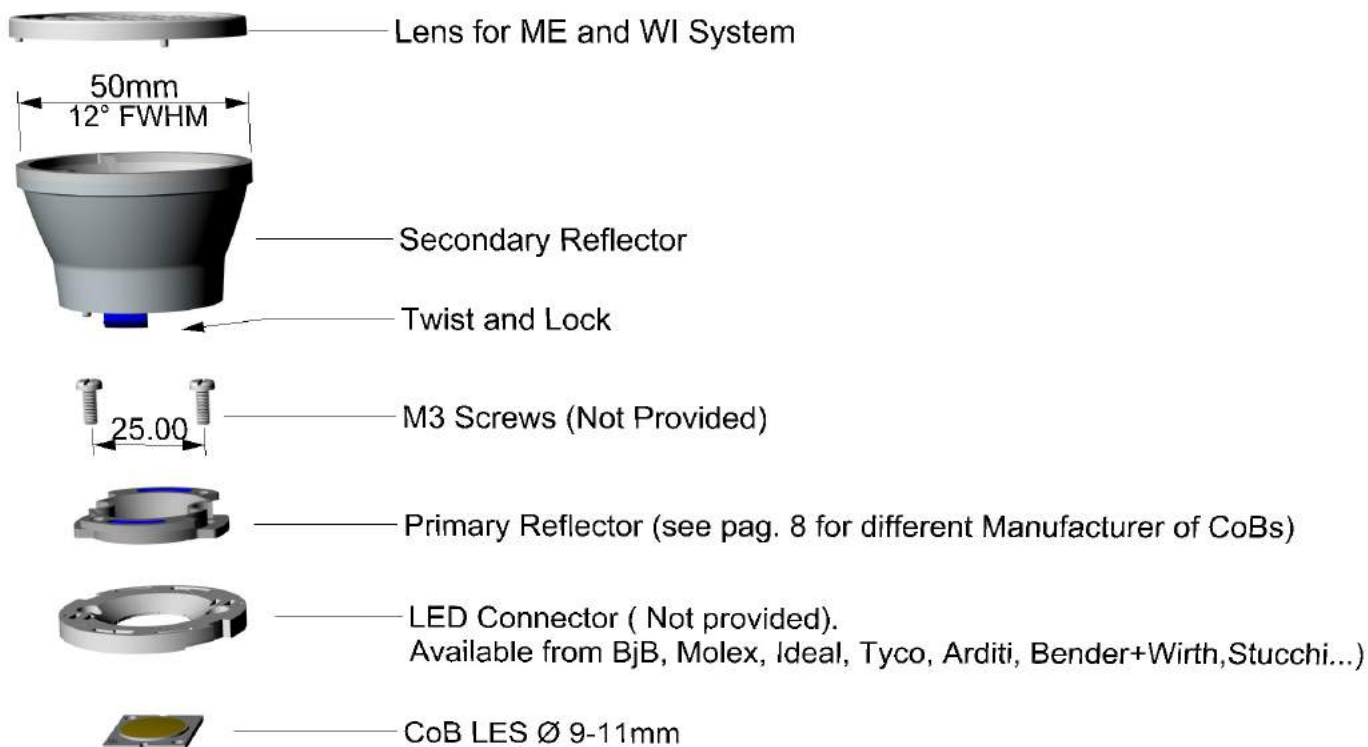 Lens for ME and WI System
50mm
12° FWHM
Secondary Reflector
Twist and Lock
M3 Screws (Not Provided)
25.00
Primary Reflector (see pag. 8 for different Manufacturer of CoBs)
LED Connector ( Not provided).
Available from BjB, Molex, Ideal, Tyco, Arditi, Bender+Wirth,Stucchi...)
CoB LES Ø 9-11mm